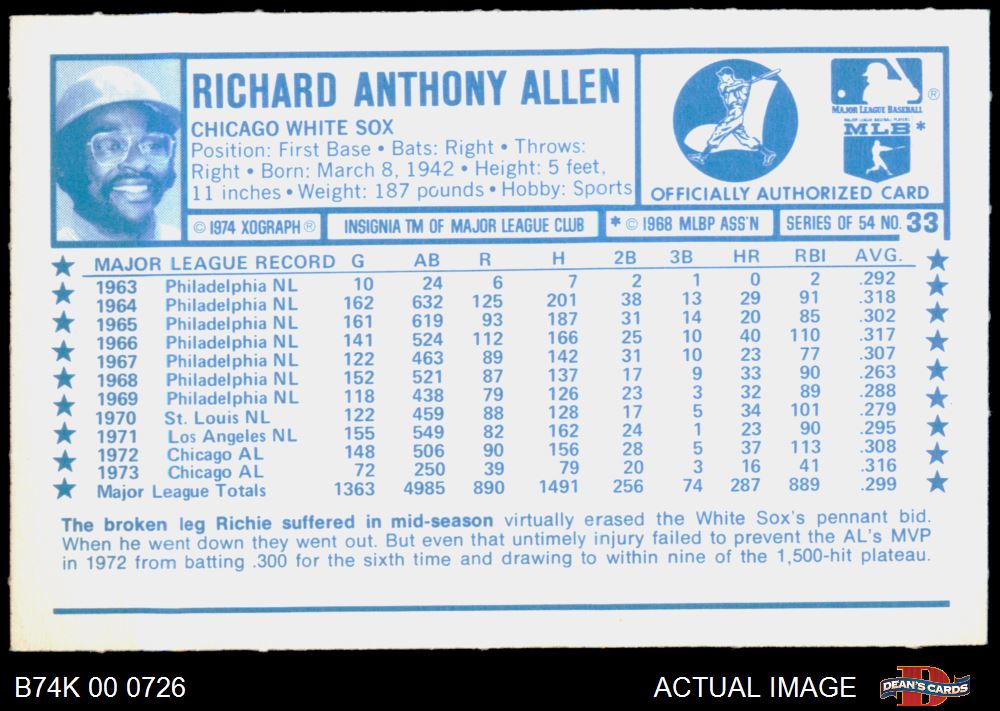 RICHARD ANTHONY ALLEN
CHICAGO WHITE SOX
Position: First Base • Bats: Right • Throws:
Right • Born: March 8, 1942 • Height: 5 feet,
11 inches • Weight: 187 pounds • Hobby: Sports
® MAJOR LEAGUE BASEBALL
MAJOR LEAGUE BASEBALL PLAYERS
MLB*
OFFICIALLY AUTHORIZED CARD
© 1974 XOGRAPH® INSIGNIA TM OF MAJOR LEAGUE CLUB * © 1968 MLBP ASS'N SERIES OF 54 NO. 33
MAJOR LEAGUE RECORD G AB R H 2B 3B HR RBI AVG.
1963 Philadelphia NL 10 24 6 7 2 1 0 2 .292
1964 Philadelphia NL 162 632 125 201 38 13 29 91 .318
1965 Philadelphia NL 161 619 93 187 31 14 20 85 .302
1966 Philadelphia NL 141 524 112 166 25 10 40 110 .317
1967 Philadelphia NL 122 463 89 142 31 10 23 77 .307
1968 Philadelphia NL 152 521 87 137 17 9 33 90 .263
1969 Philadelphia NL 118 438 79 126 23 3 32 89 .288
1970 St. Louis NL 122 459 88 128 17 5 34 101 .279
1971 Los Angeles NL 155 549 82 162 24 1 23 90 .295
1972 Chicago AL 148 506 90 156 28 5 37 113 .308
1973 Chicago AL 72 250 39 79 20 3 16 41 .316
Major League Totals 1363 4985 890 1491 256 74 287 889 .299
The broken leg Richie suffered in mid-season virtually erased the White Sox's pennant bid.
When he went down they went out. But even that untimely injury failed to prevent the AL's MVP
in 1972 from batting .300 for the sixth time and drawing to within nine of the 1,500-hit plateau.
B74K 00 0726
ACTUAL IMAGE
DEAN'S CARDS